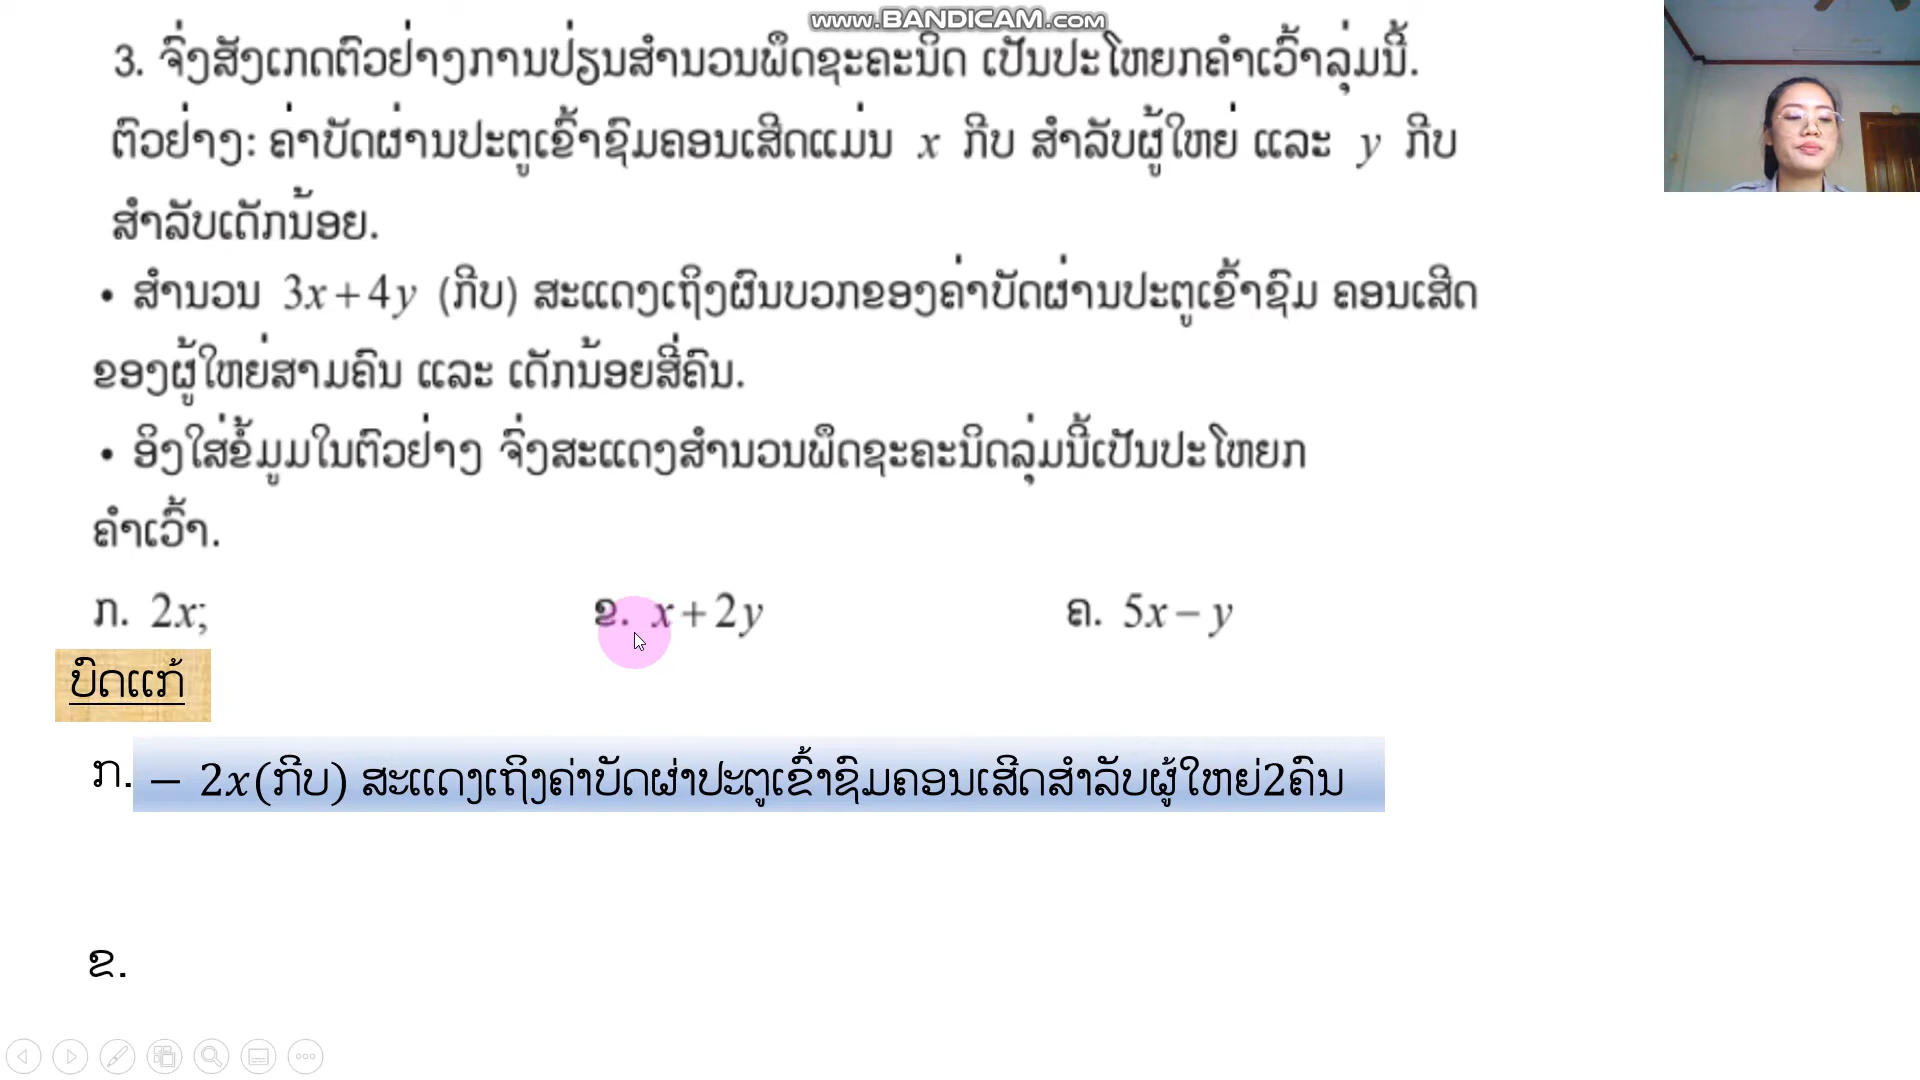 www.BANDICAM.com
3. ຈົ່ງສັງເກດຕົວຢ່າງການປ່ຽນສຳນວນພຶດຊະຄະນິດ ເປັນປະໂຫຍກຄຳເວົ້າລຸ່ມນີ້.
ຕົວຢ່າງ: ຄ່າບັດຜ່ານປະຕູເຂົ້າຊົມຄອນເສີດແມ່ນ x ກີບ ສຳລັບຜູ້ໃຫຍ່ ແລະ y ກີບ
ສຳລັບເດັກນ້ອຍ.
• ສຳນວນ 3x+4y (ກີບ) ສະແດງເຖິງຜົນບວກຂອງຄ່າບັດຜ່ານປະຕູເຂົ້າຊົມ ຄອນເສີດ
ຂອງຜູ້ໃຫຍ່ສາມຄົນ ແລະ ເດັກນ້ອຍສີ່ຄົນ.
• ອີງໃສ່ຂໍ້ມູມໃນຕົວຢ່າງ ຈົ່ງສະແດງສຳນວນພຶດຊະຄະນິດລຸ່ມນີ້ເປັນປະໂຫຍກ
ຄຳເວົ້າ.
ກ. 2x; ຂ. x+2y ຄ. 5x−y
ບົດແກ້
ກ. − 2x(ກີບ) ສະແດງເຖິງຄ່າບັດຜ່າປະຕູເຂົ້າຊົມຄອນເສີດສຳລັບຜູ້ໃຫຍ່2ຄົນ
ຂ.